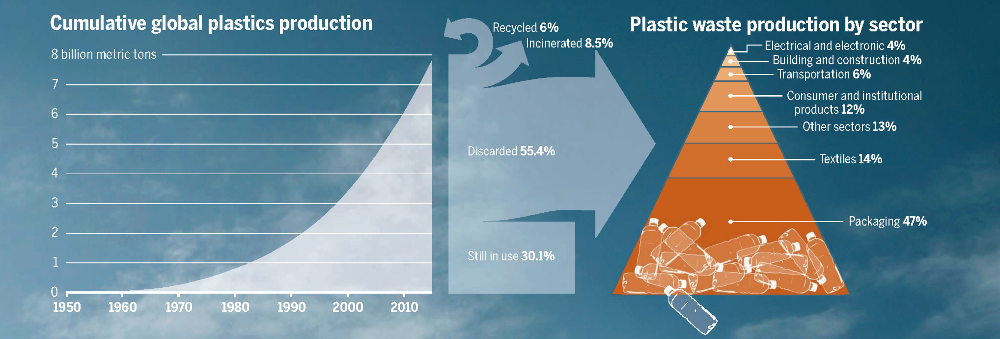 Cumulative global plastics production
8 billion metric tons
7
6
5
4
3
2
1
0
1950 1960 1970 1980 1990 2000 2010
Recycled 6%
Incinerated 8.5%
Discarded 55.4%
Still in use 30.1%
Plastic waste production by sector
Electrical and electronic 4%
Building and construction 4%
Transportation 6%
Consumer and institutional
products 12%
Other sectors 13%
Textiles 14%
Packaging 47%